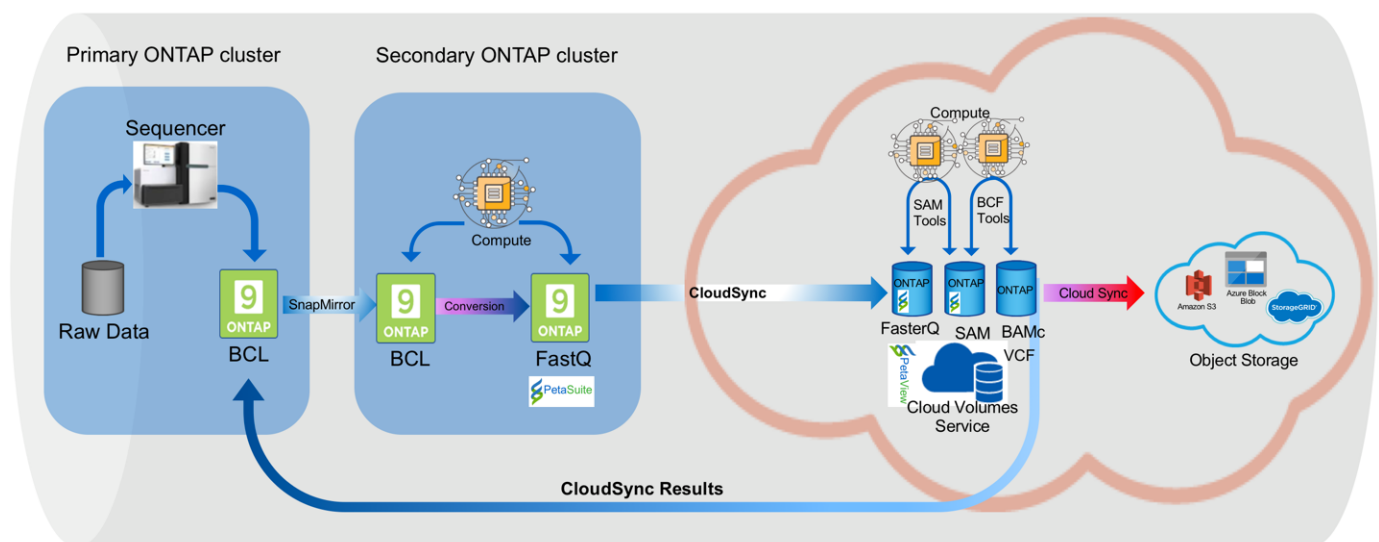 Primary ONTAP cluster
Secondary ONTAP cluster
Sequencer
Raw Data
9
ONTAP
BCL
SnapMirror
Compute
9
ONTAP
BCL
Conversion
9
ONTAP
FastQ
PetaSuite
CloudSync
Compute
SAM
Tools
BCF
Tools
ONTAP
FasterQ
ONTAP
SAM
ONTAP
BAMc
VCF
PetaView
Cloud Volumes
Service
Cloud Sync
Amazon S3
Azure Block
Blob
StorageGRID
Object Storage
CloudSync Results